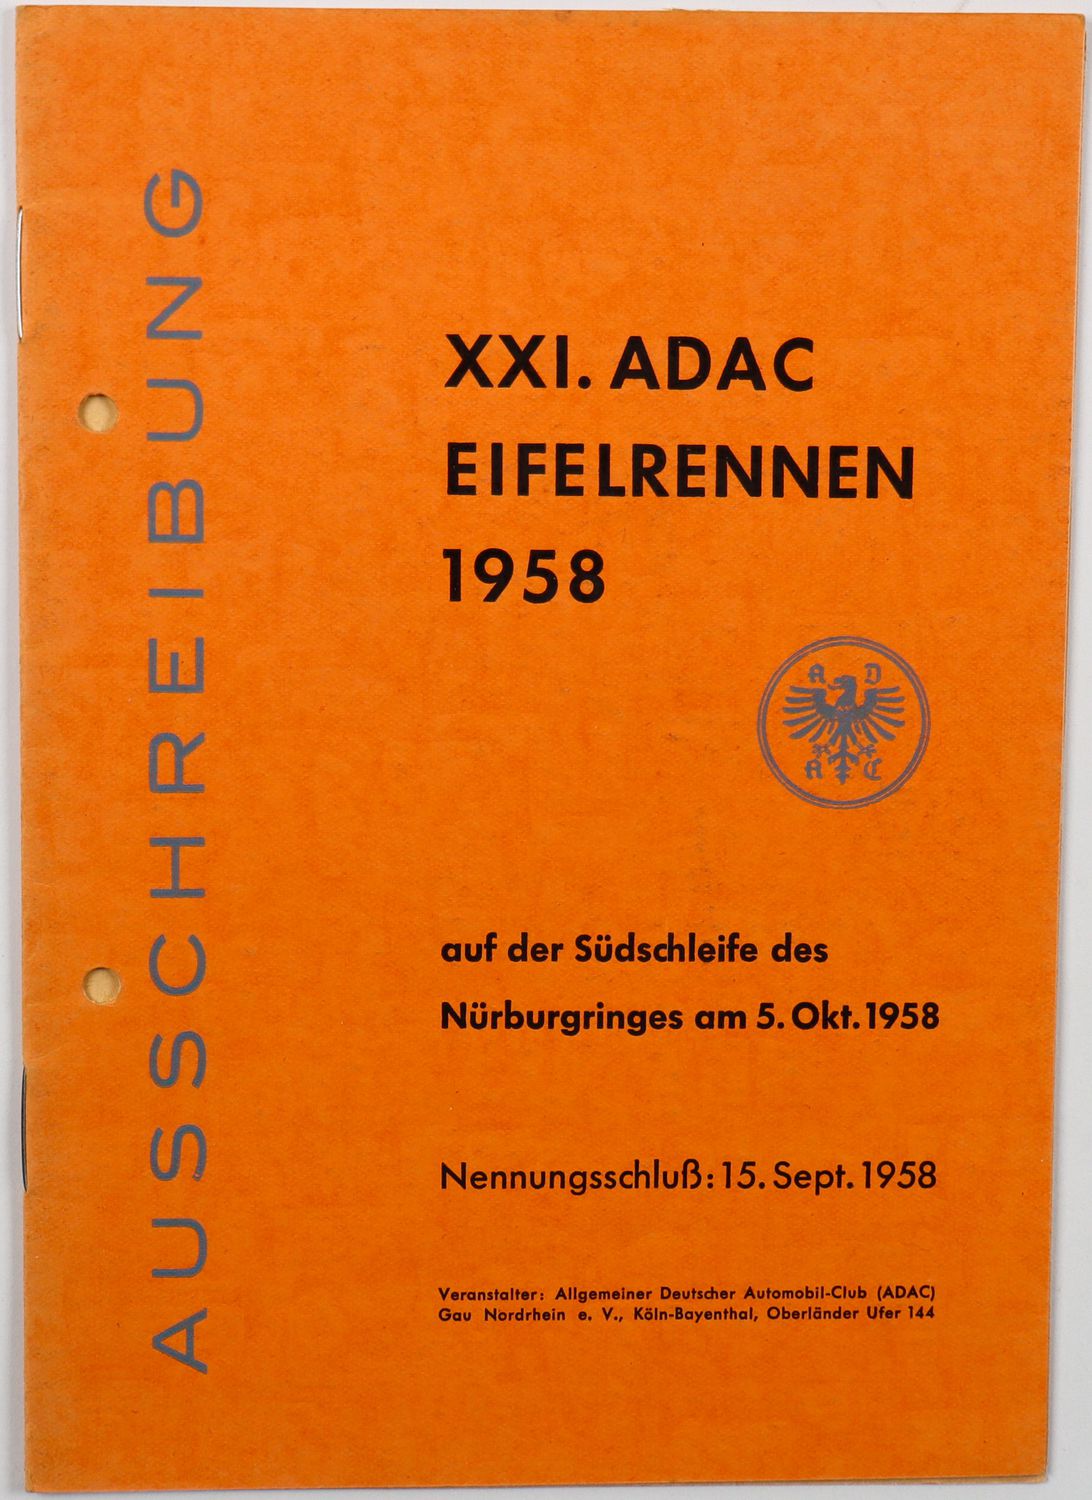 AUSSCHREIBUNG
XXI. ADAC
EIFELRENNEN
1958
A D
A C
auf der Südschleife des
Nürburgringes am 5. Okt. 1958
Nennungsschluß: 15. Sept. 1958
Veranstalter: Allgemeiner Deutscher Automobil-Club (ADAC)
Gau Nordrhein e. V., Köln-Bayenthal, Oberländer Ufer 144